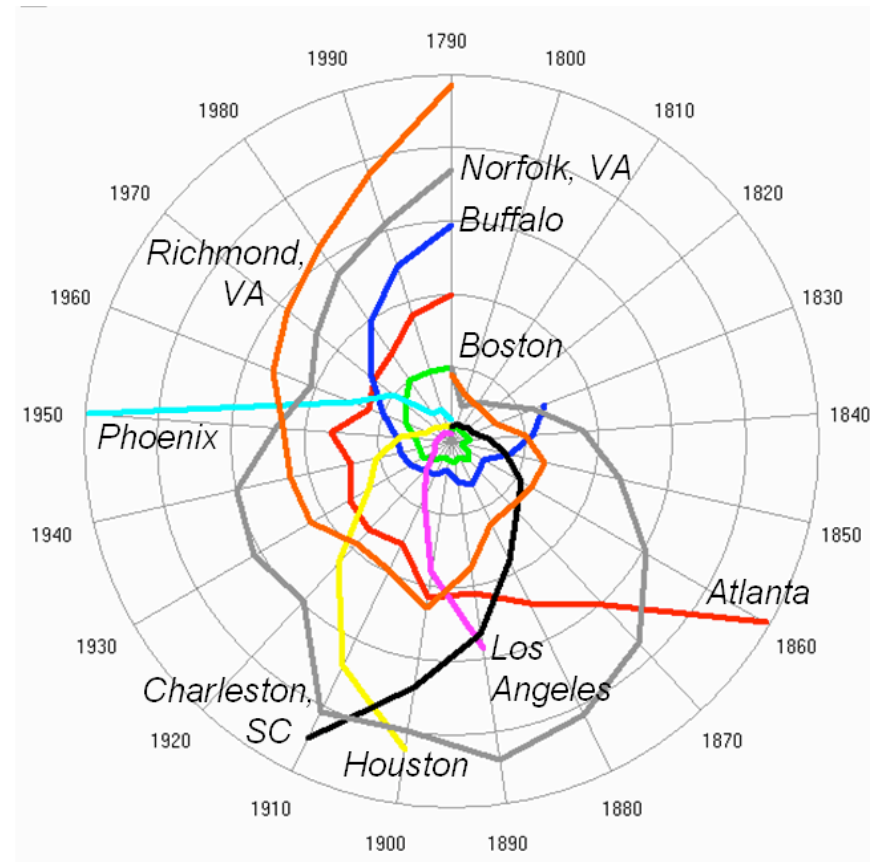 1790
1990
1800
1980
1810
Norfolk, VA
1970
1820
Buffalo
Richmond,
VA
1960
1830
Boston
1950
1840
Phoenix
1940
1850
Atlanta
1930
1860
Los
Angeles
Charleston,
SC
1920
1870
Houston
1910
1880
1900
1890